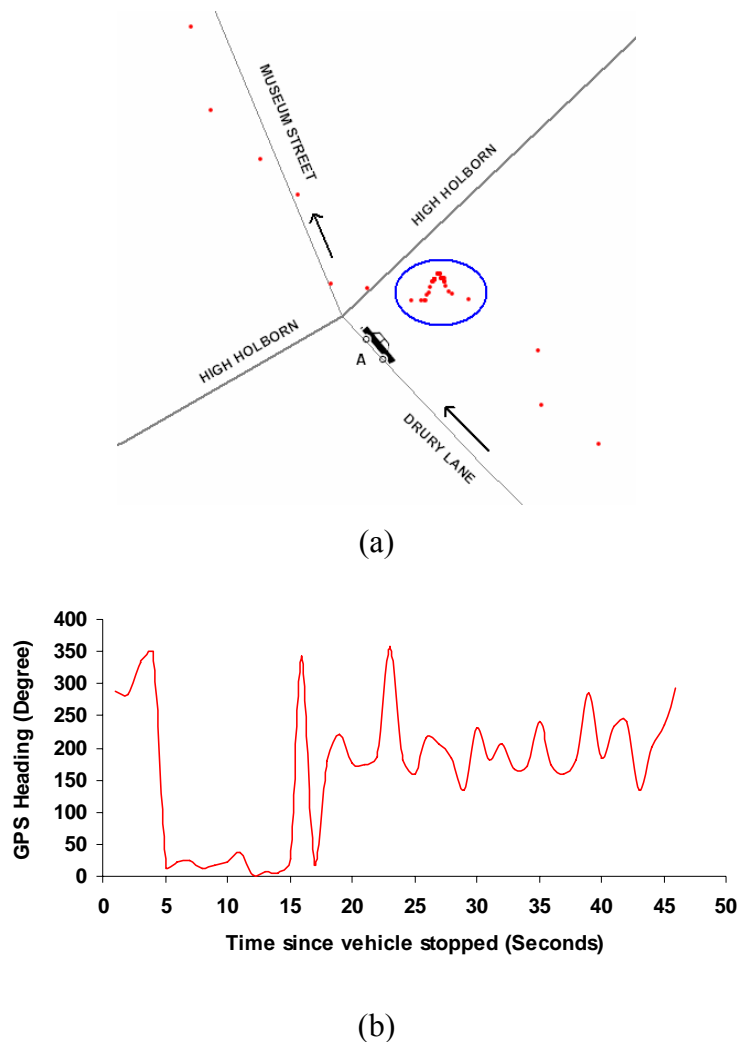 MUSEUM STREET
HIGH HOLBORN
HIGH HOLBORN
A
DRURY LANE
(a)
400
350
300
250
200
150
100
50
0
GPS Heading (Degree)
0 5 10 15 20 25 30 35 40 45 50
Time since vehicle stopped (Seconds)
(b)